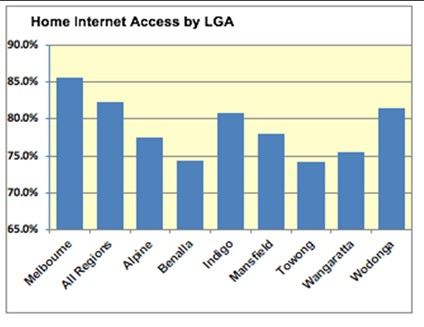 Home Internet Access by LGA
90.0%
85.0%
80.0%
75.0%
70.0%
65.0%
Melbourne
All Regions
Alpine
Benalla
Indigo
Mansfield
Towong
Wangaratta
Wodonga